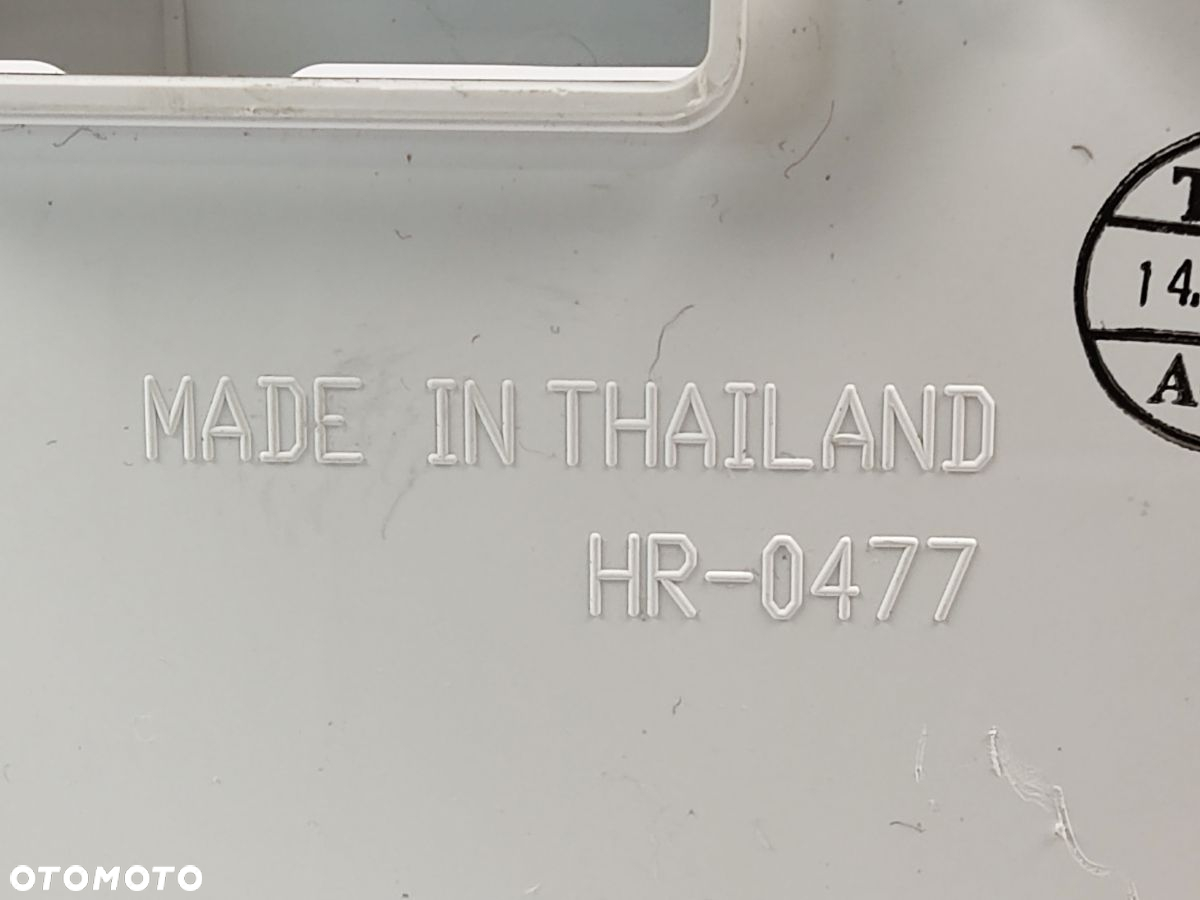 T
14.
A
MADE IN THAILAND
HR-0477
OTOMOTO